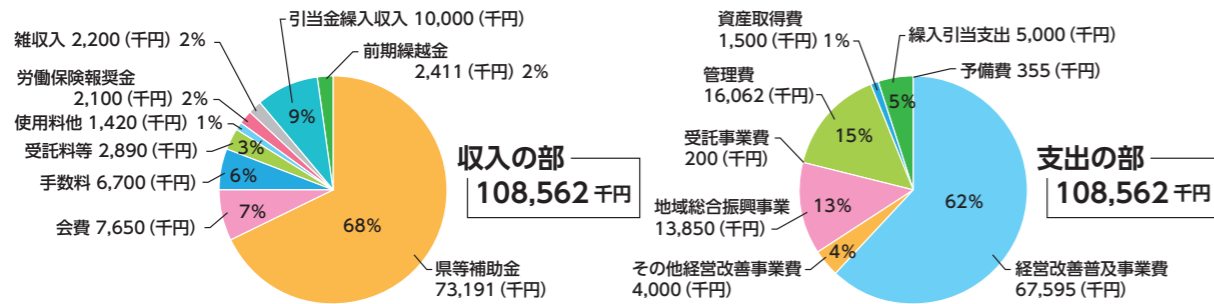 引当金繰入収入 10,000 (千円)
雑収入 2,200 (千円) 2%
前期繰越金
2,411 (千円) 2%
労働保険報奨金
2,100 (千円) 2%
使用料他 1,420 (千円) 1%
受託料等 2,890 (千円)
手数料 6,700 (千円)
会費 7,650 (千円)
9%
3%
6%
7%
68%
県等補助金
73,191 (千円)
収入の部
108,562 千円
資産取得費
1,500 (千円) 1%
繰入引当支出 5,000 (千円)
予備費 355 (千円)
管理費
16,062 (千円)
受託事業費
200 (千円)
地域総合振興事業
13,850 (千円)
その他経営改善事業費
4,000 (千円)
5%
15%
13%
4%
62%
経営改善普及事業費
67,595 (千円)
支出の部
108,562 千円